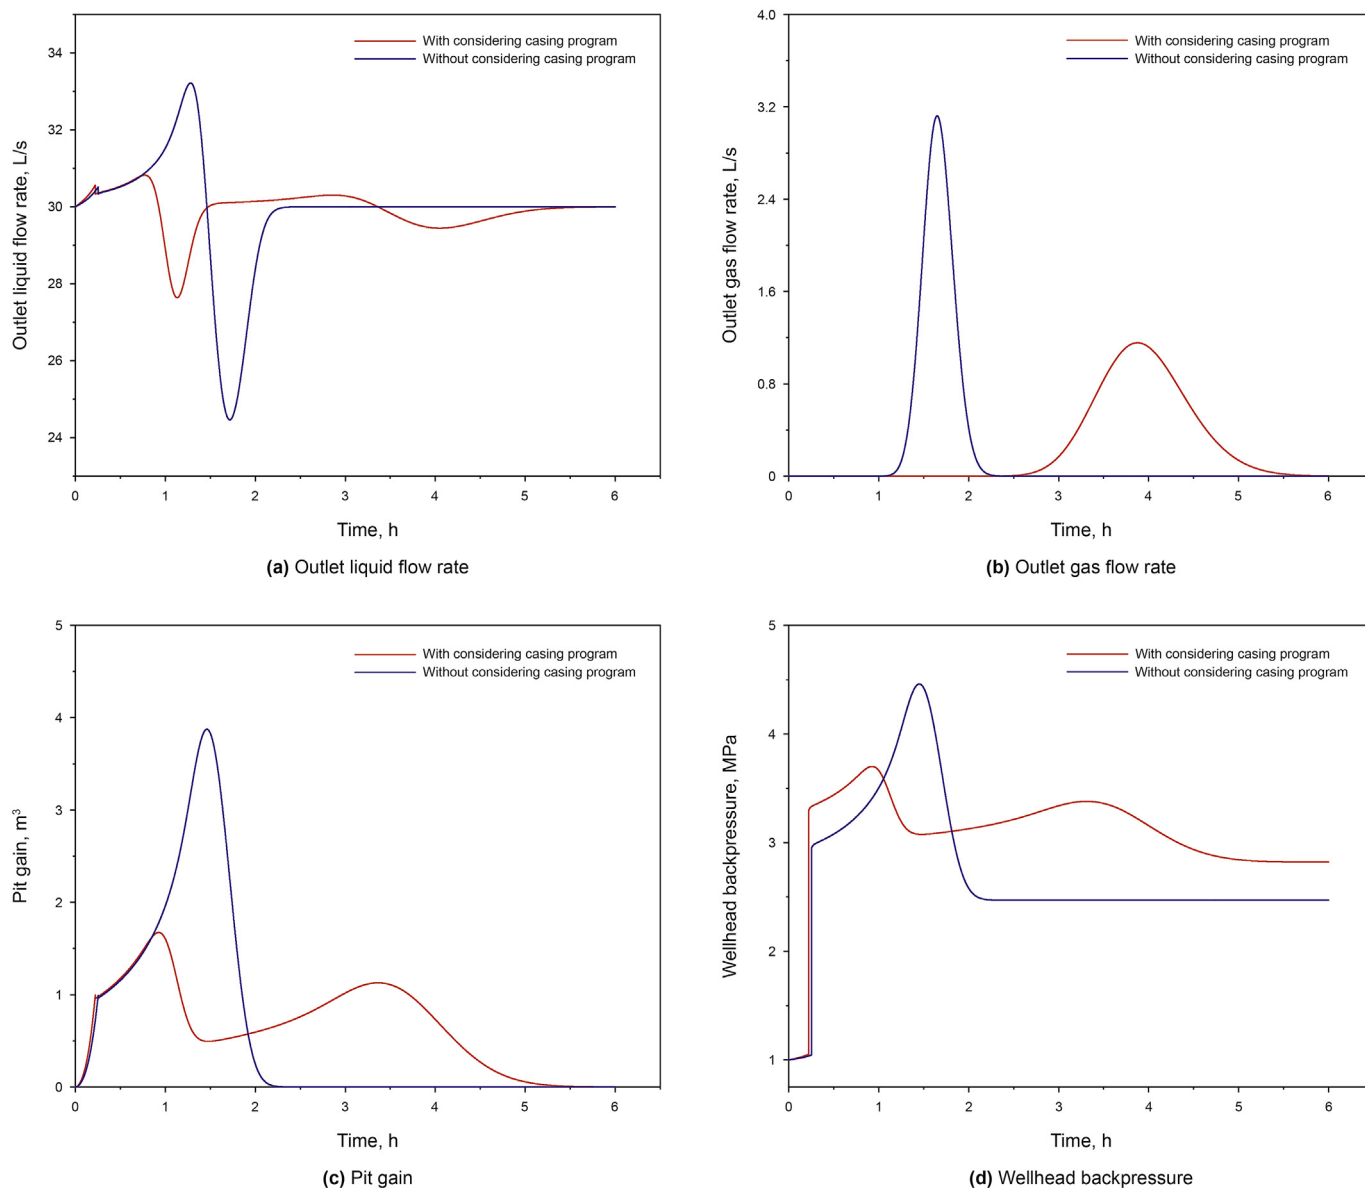 34
32
30
28
26
24
Outlet liquid flow rate, L/s
With considering casing program
Without considering casing program
0 1 2 3 4 5 6
Time, h
(a) Outlet liquid flow rate
4.0
3.2
2.4
1.6
0.8
0
Outlet gas flow rate, L/s
With considering casing program
Without considering casing program
0 1 2 3 4 5 6
Time, h
(b) Outlet gas flow rate
5
4
3
2
1
0
Pit gain, m³
With considering casing program
Without considering casing program
0 1 2 3 4 5 6
Time, h
(c) Pit gain
5
4
3
2
1
Wellhead backpressure, MPa
With considering casing program
Without considering casing program
0 1 2 3 4 5 6
Time, h
(d) Wellhead backpressure